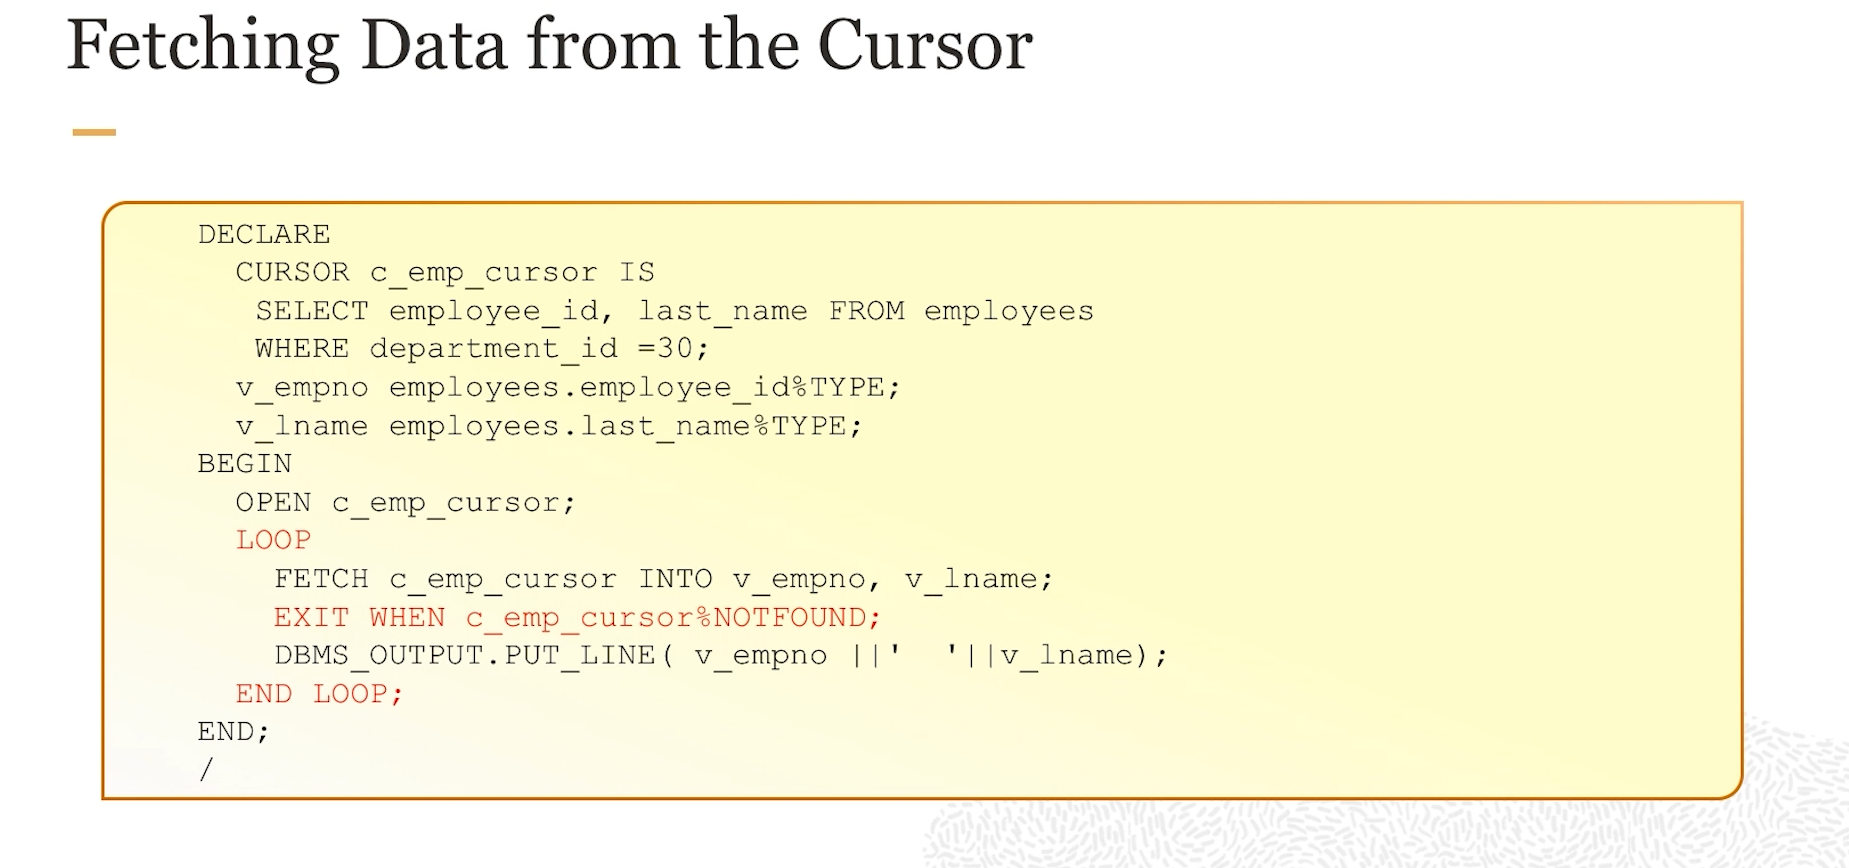 Fetching Data from the Cursor
DECLARE
CURSOR c_emp_cursor IS
SELECT employee_id, last_name FROM employees
WHERE department_id =30;
v_empno employees.employee_id%TYPE;
v_lname employees.last_name%TYPE;
BEGIN
OPEN c_emp_cursor;
LOOP
FETCH c_emp_cursor INTO v_empno, v_lname;
EXIT WHEN c_emp_cursor%NOTFOUND;
DBMS_OUTPUT.PUT_LINE( v_empno ||'  '||v_lname);
END LOOP;
END;
/